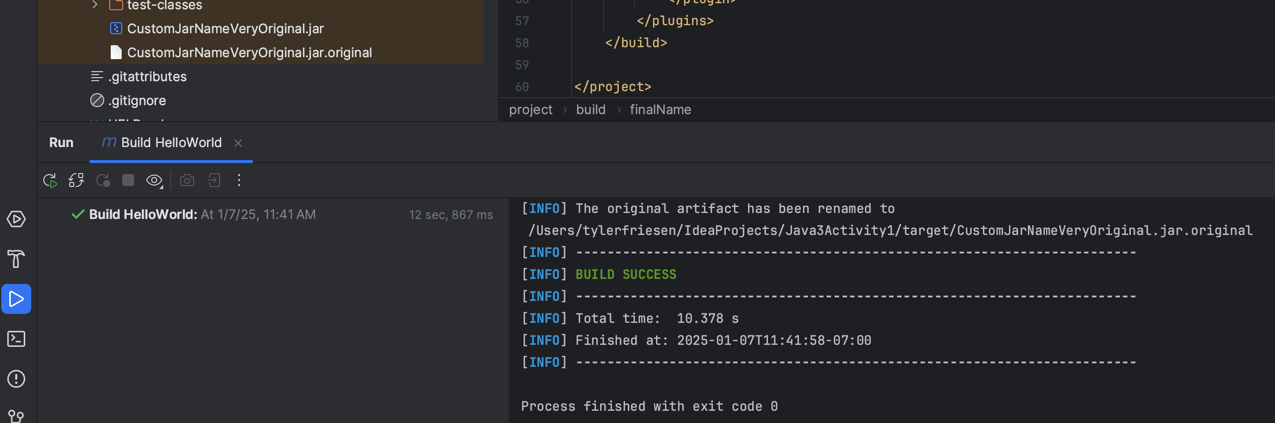 test-classes
CustomJarNameVeryOriginal.jar
CustomJarNameVeryOriginal.jar.original
.gitattributes
.gitignore
57 </plugins>
58 </build>
59
60 </project>
project › build › finalName
Run m Build HelloWorld ×
Build HelloWorld: At 1/7/25, 11:41 AM 12 sec, 867 ms
[INFO] The original artifact has been renamed to
/Users/tylerfriesen/IdeaProjects/Java3Activity1/target/CustomJarNameVeryOriginal.jar.original
[INFO] ------------------------------------------------------------------------
[INFO] BUILD SUCCESS
[INFO] ------------------------------------------------------------------------
[INFO] Total time:  10.378 s
[INFO] Finished at: 2025-01-07T11:41:58-07:00
[INFO] ------------------------------------------------------------------------
Process finished with exit code 0